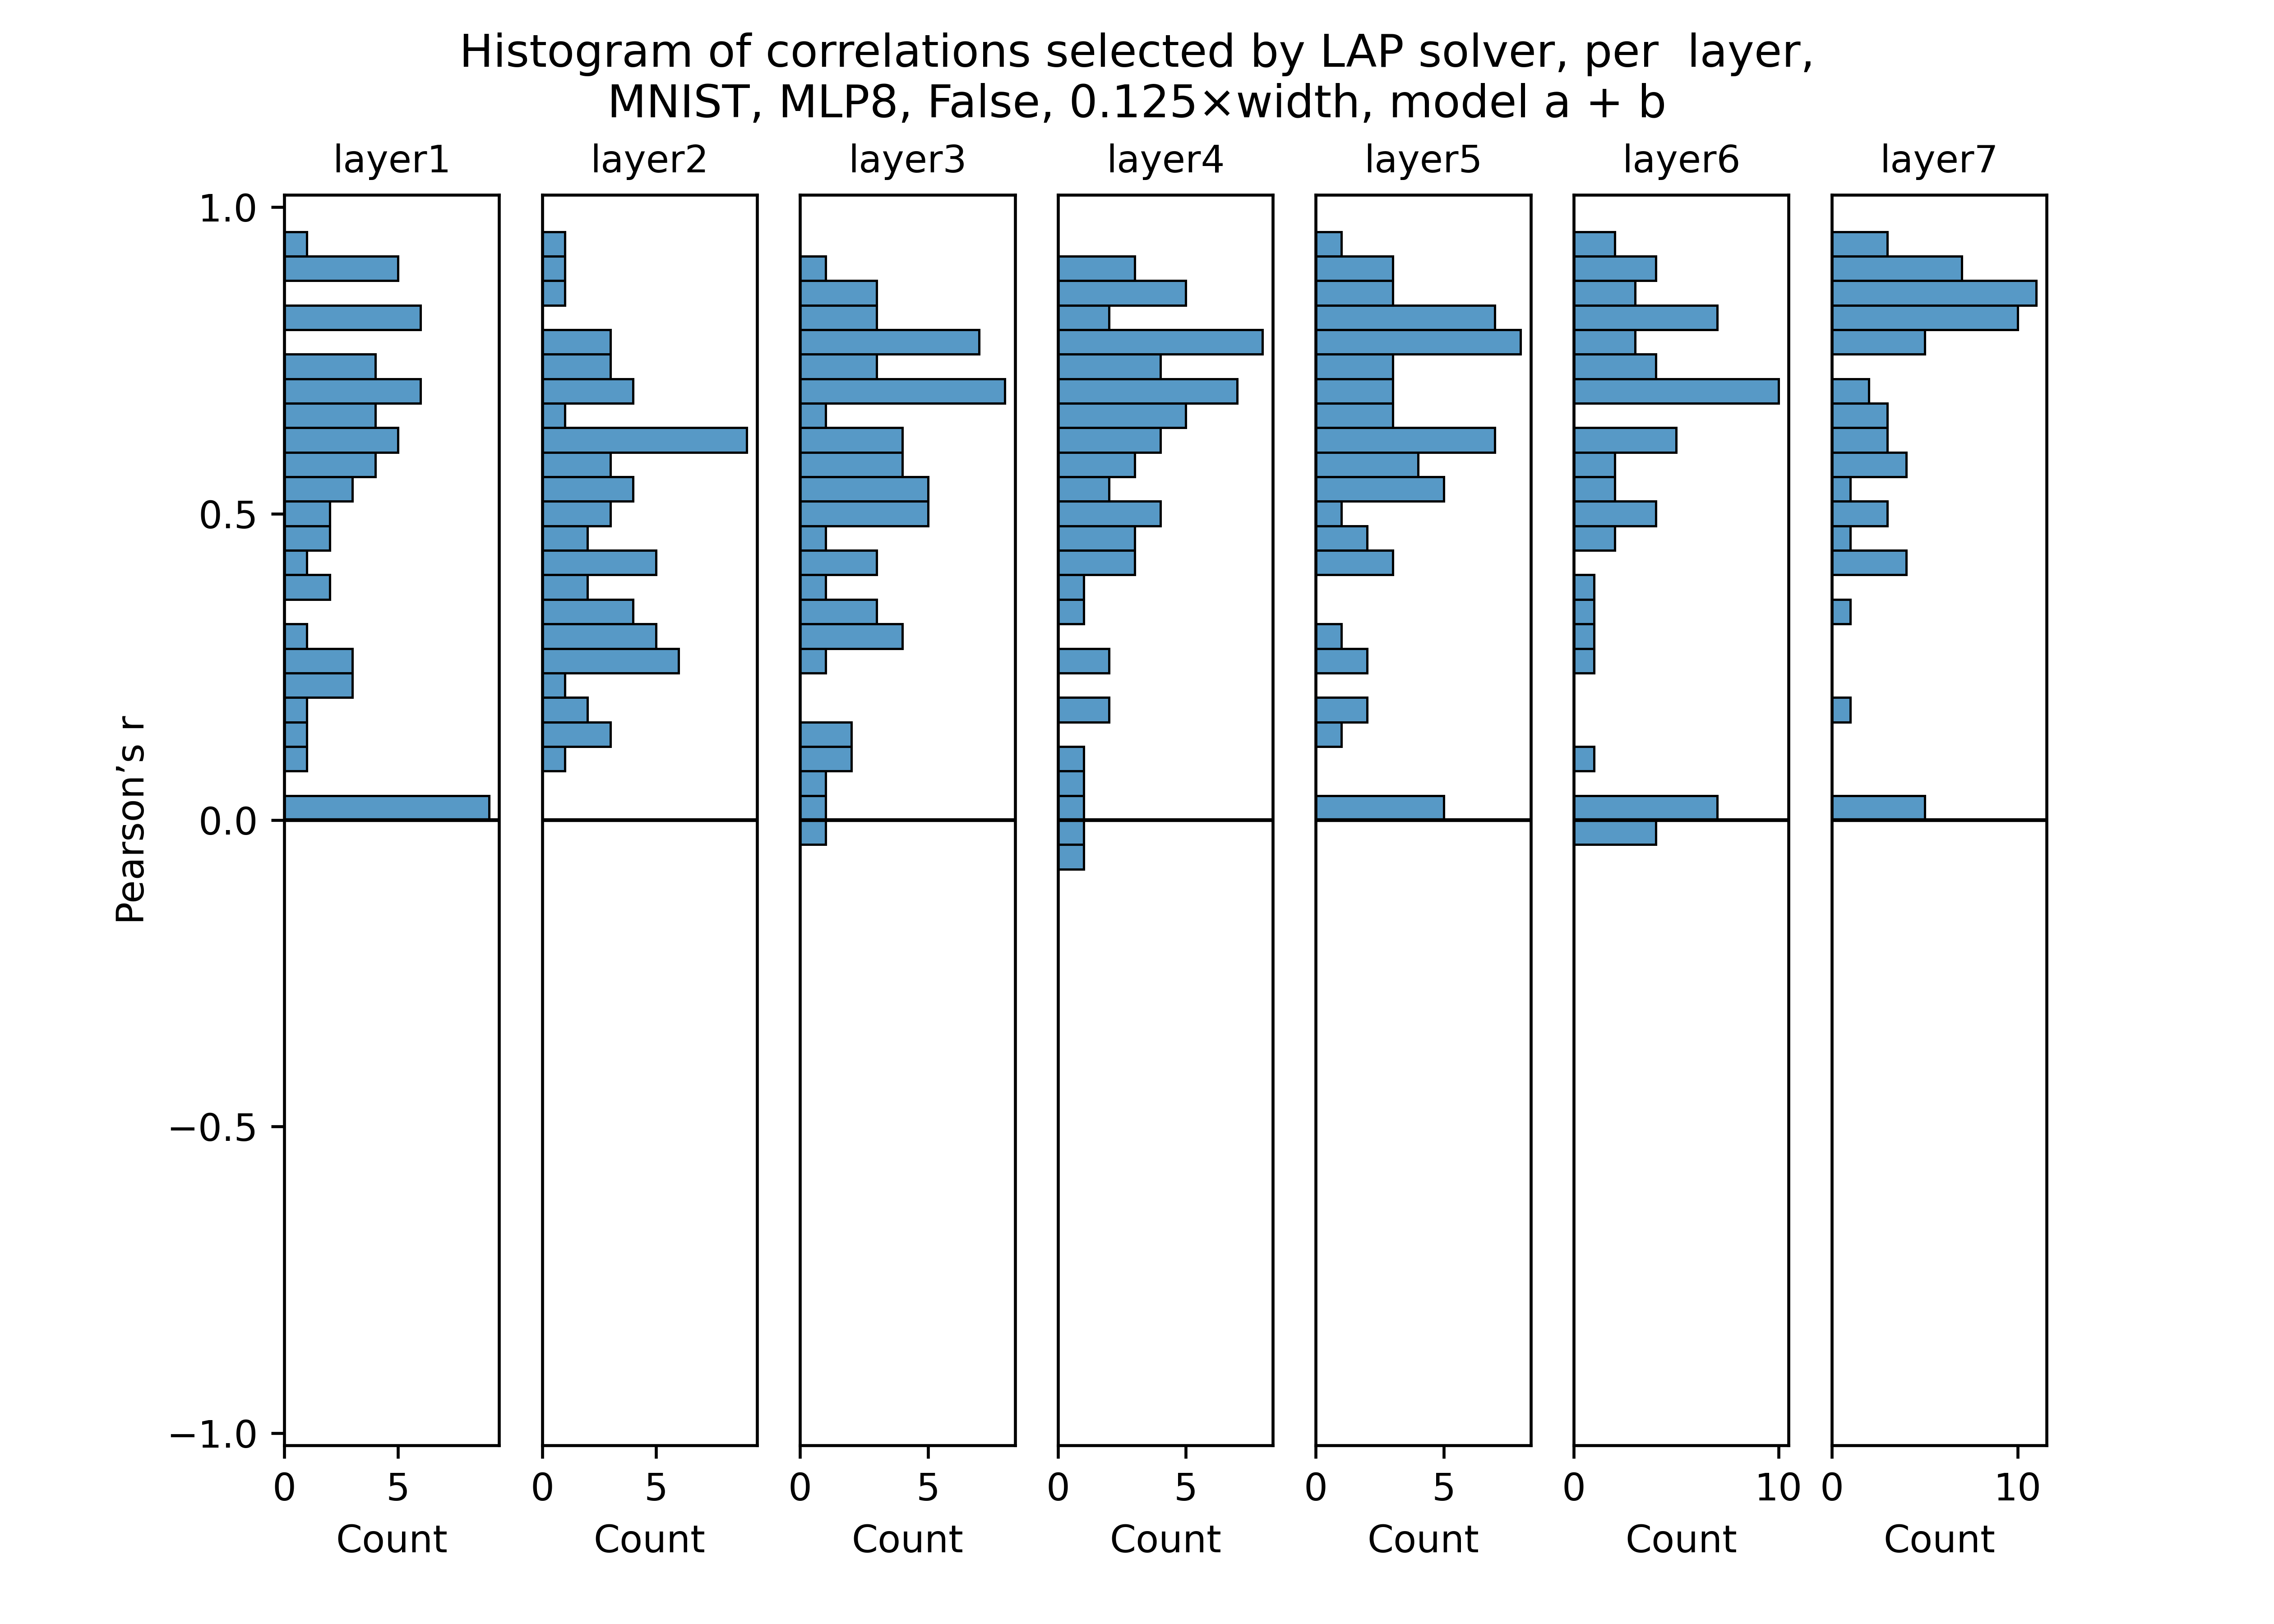 Histogram of correlations selected by LAP solver, per  layer,
MNIST, MLP8, False, 0.125×width, model a + b
layer1 layer2 layer3 layer4 layer5 layer6 layer7
1.0
0.5
0.0
−0.5
−1.0
Pearson’s r
0 5 0 5 0 5 0 5 0 5 0 10 0 10
Count Count Count Count Count Count Count